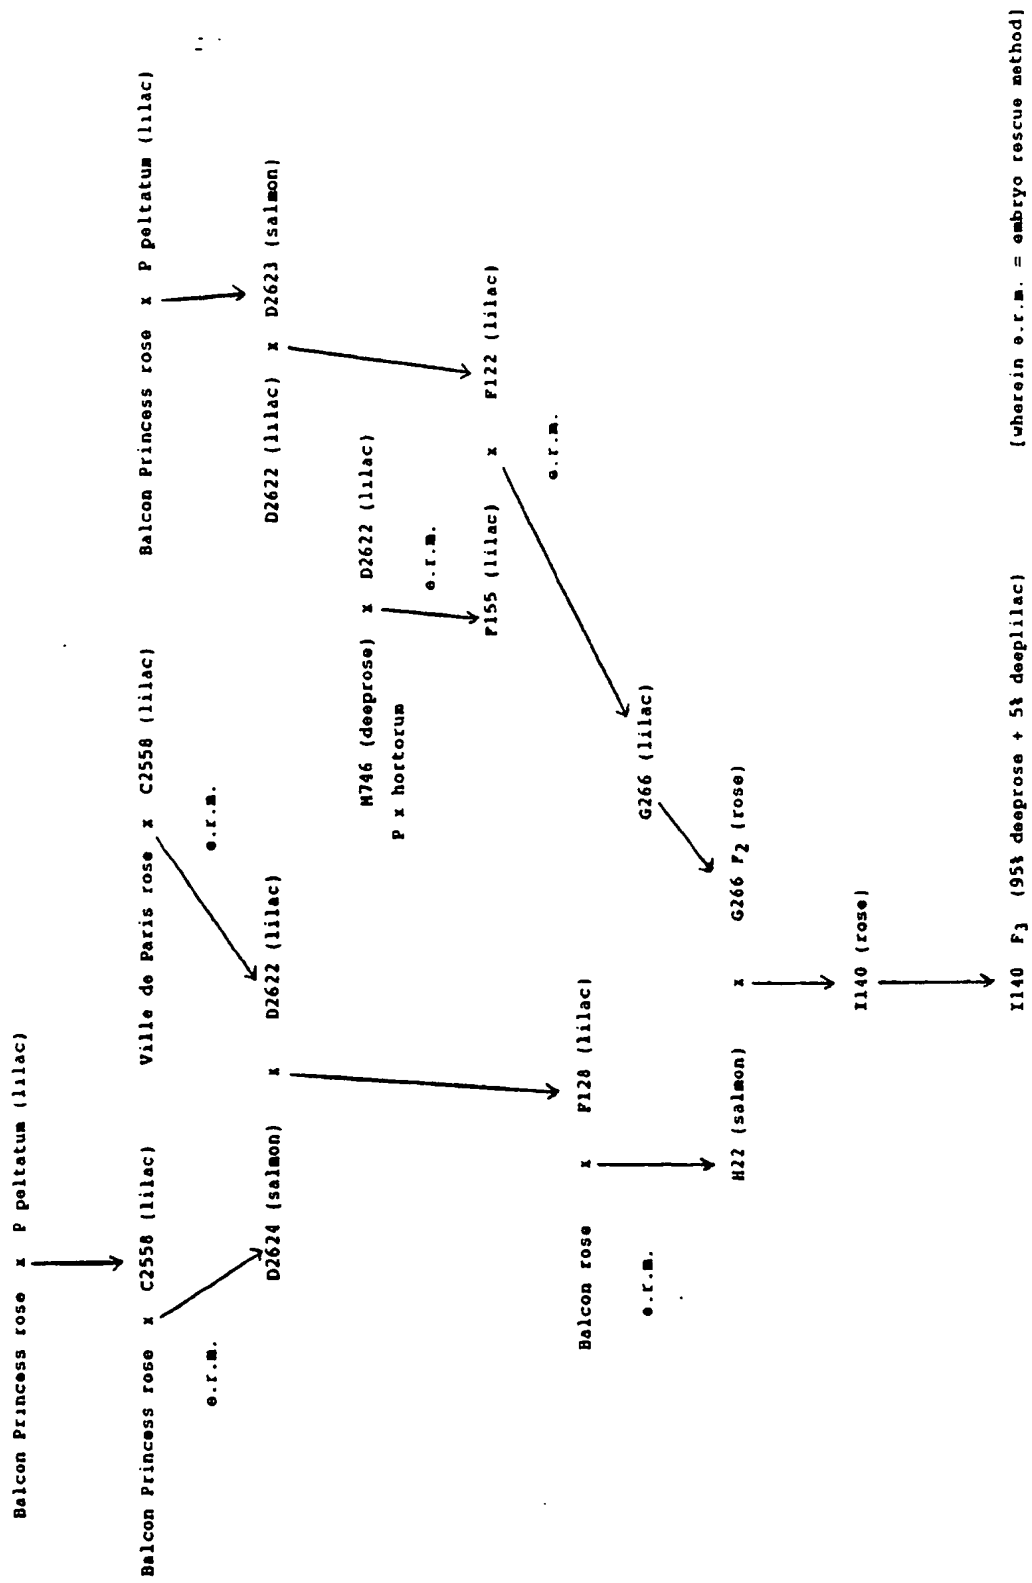 Balcon Princess rose x P peltatum (lilac)
Balcon Princess rose x C2558 (lilac) Ville de Paris rose x C2558 (lilac) Balcon Princess rose x P peltatum (lilac)
e.r.m. e.r.m.
D2624 (salmon) x D2622 (lilac) D2622 (lilac) x D2623 (salmon)
M746 (deeprose) x D2622 (lilac)
P x hortorum
e.r.m.
F155 (lilac) x F122 (lilac)
e.r.m.
Balcon rose x F128 (lilac)
e.r.m.
G266 (lilac)
H22 (salmon) x G266 F2 (rose)
I140 (rose)
I140 F3 (95% deeprose + 5% deeplilac) [wherein e.r.m. = embryo rescue method]